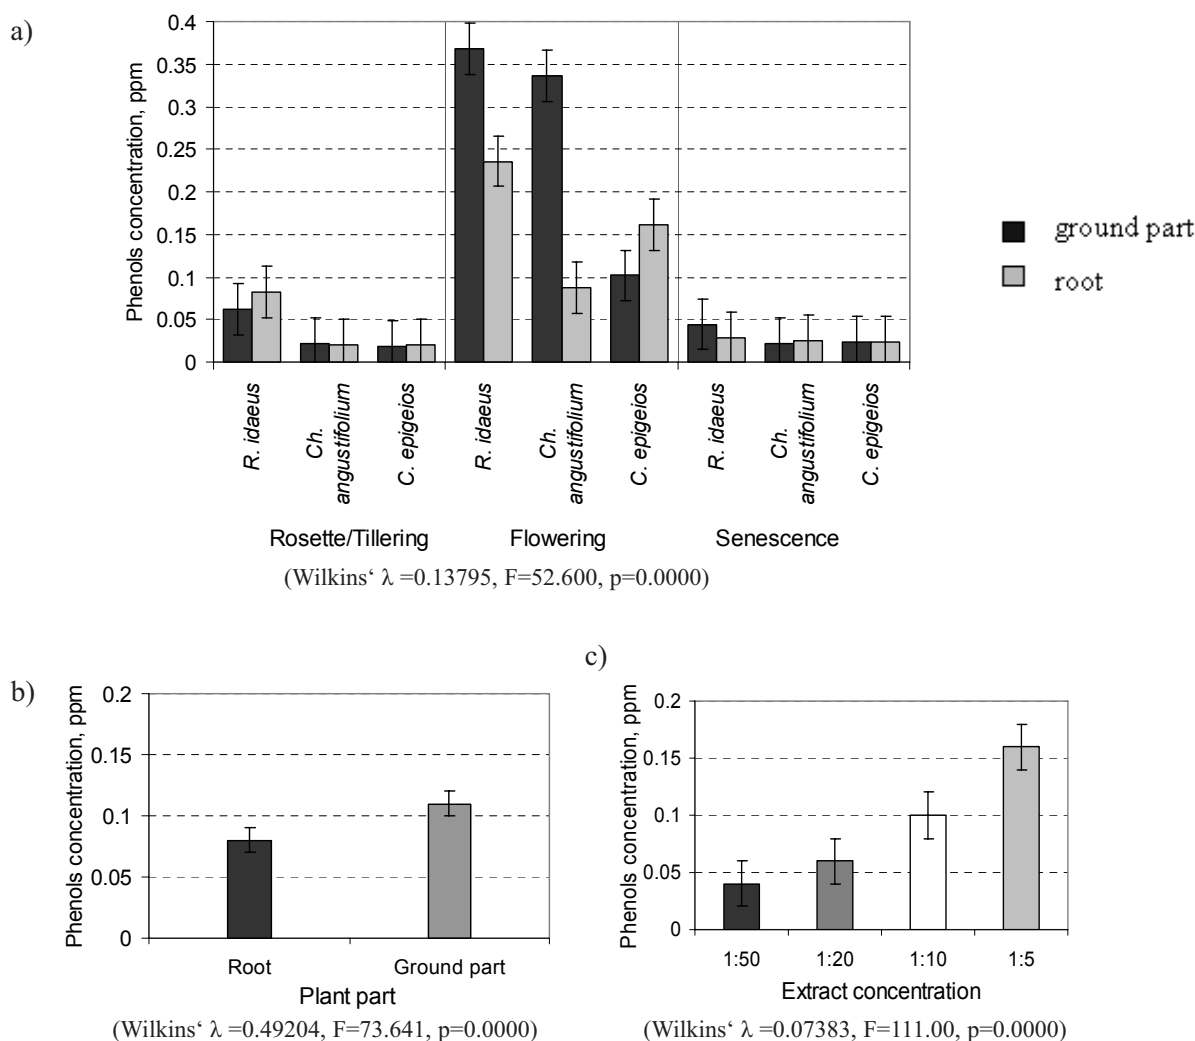 a)
Phenols concentration, ppm
0.4
0.35
0.3
0.25
0.2
0.15
0.1
0.05
0
R. idaeus
Ch.
angustifolium
C. epigeios
R. idaeus
Ch.
angustifolium
C. epigeios
R. idaeus
Ch.
angustifolium
C. epigeios
Rosette/Tillering
Flowering
Senescence
(Wilkins‘ λ =0.13795, F=52.600, p=0.0000)
ground part
root
b)
Phenols concentration, ppm
0.2
0.15
0.1
0.05
0
Root
Ground part
Plant part
(Wilkins‘ λ =0.49204, F=73.641, p=0.0000)
c)
Phenols concentration, ppm
0.2
0.15
0.1
0.05
0
1:50
1:20
1:10
1:5
Extract concentration
(Wilkins‘ λ =0.07383, F=111.00, p=0.0000)